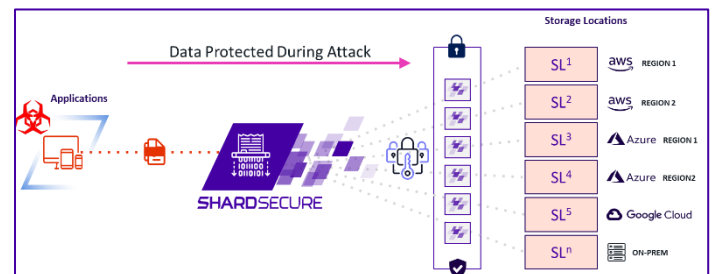 Storage Locations
Data Protected During Attack
Applications
SL1
aws REGION 1
SL2
aws REGION 2
SL3
Azure REGION 1
SL4
Azure REGION2
SL5
Google Cloud
SLn
ON-PREM
SHARDSECURE